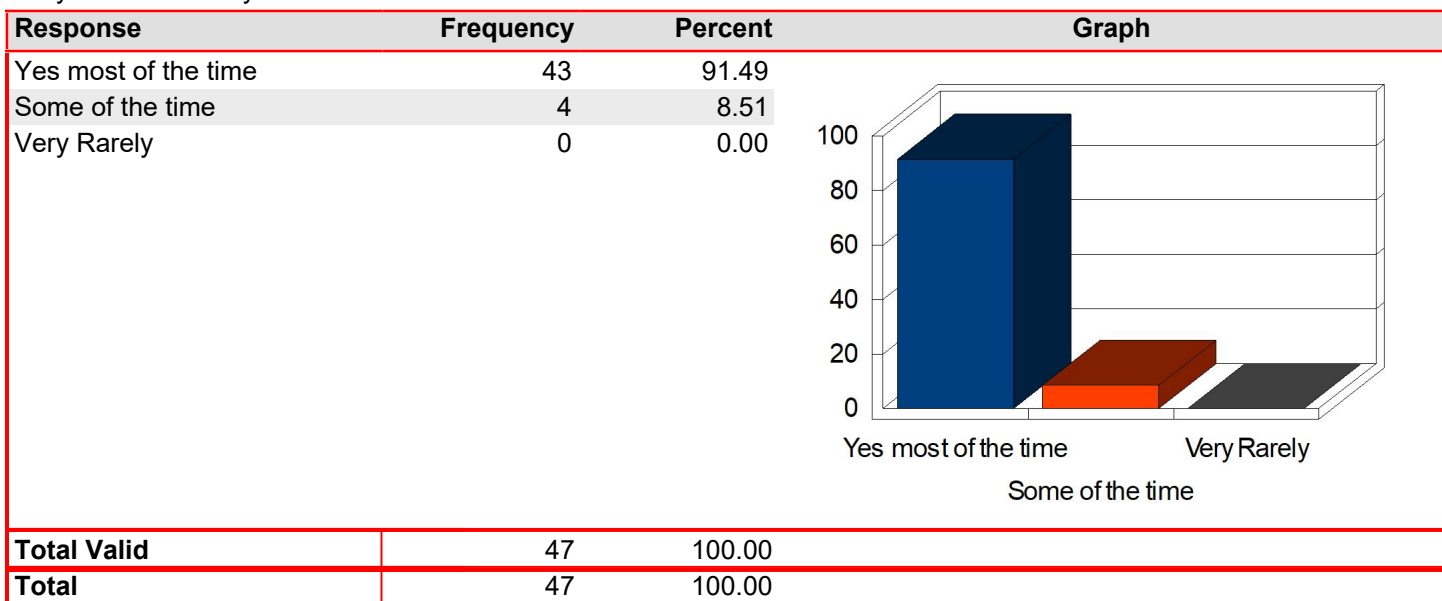 Response Frequency Percent Graph
Yes most of the time 43 91.49
Some of the time 4 8.51
Very Rarely 0 0.00
100
80
60
40
20
0
Yes most of the time Very Rarely
Some of the time
Total Valid 47 100.00
Total 47 100.00